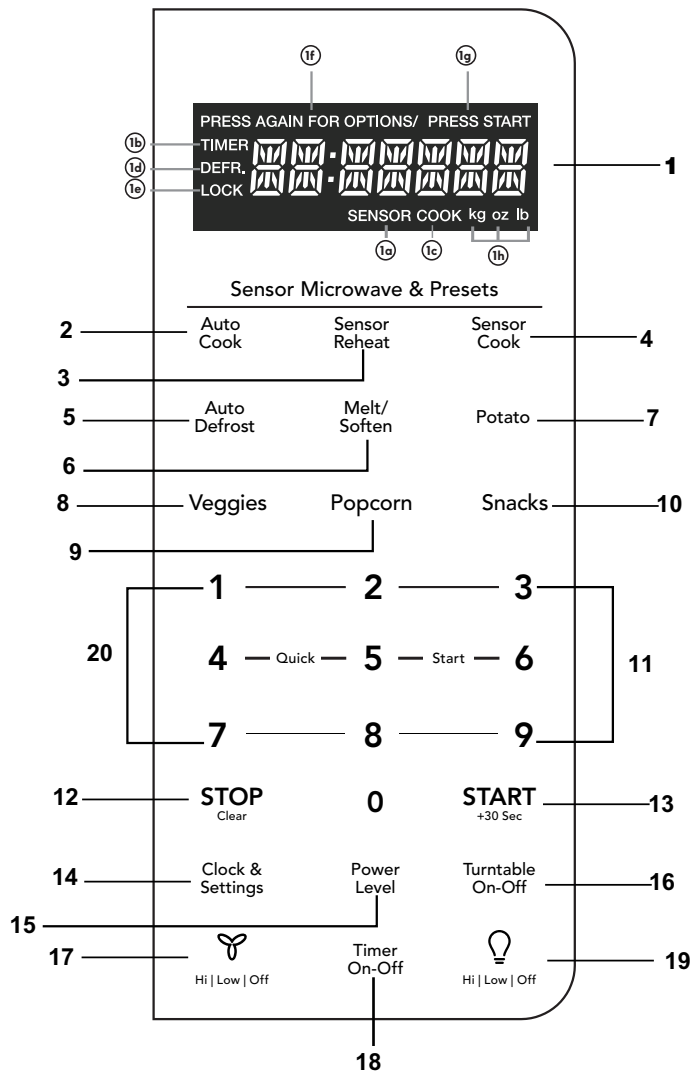 1f 1g
PRESS AGAIN FOR OPTIONS/ PRESS START
1b TIMER
1d DEFR.
1e LOCK
1
SENSOR COOK kg oz lb
1a 1c 1h
Sensor Microwave & Presets
2 Auto Cook
Sensor Reheat
Sensor Cook 4
3
5 Auto Defrost
Melt/ Soften
Potato 7
6
8 Veggies Popcorn Snacks 10
9
1 2 3
20 4 Quick 5 Start 6 11
7 8 9
12 STOP 0 START 13
Clear +30 Sec
14 Clock & Settings
Power Level
Turntable On-Off 16
15
17 Hi | Low | Off
Timer On-Off
Hi | Low | Off 19
18